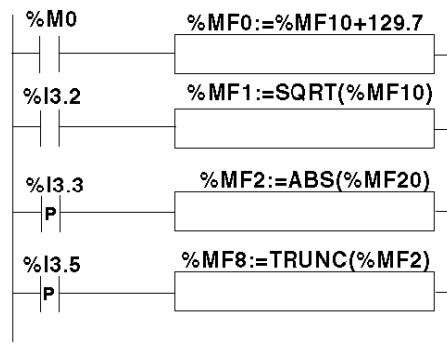 %M0 %MF0:=%MF10+129.7
%I3.2 %MF1:=SQRT(%MF10)
%I3.3 %MF2:=ABS(%MF20)
P
%I3.5 %MF8:=TRUNC(%MF2)
P